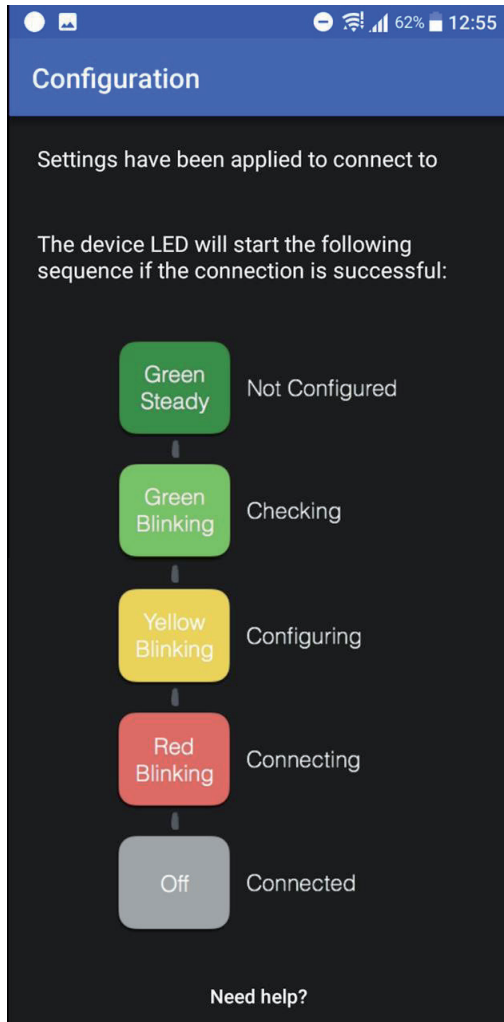 62% 12:55
Configuration
Settings have been applied to connect to
The device LED will start the following
sequence if the connection is successful:
Green
Steady
Not Configured
Green
Blinking
Checking
Yellow
Blinking
Configuring
Red
Blinking
Connecting
Off
Connected
Need help?